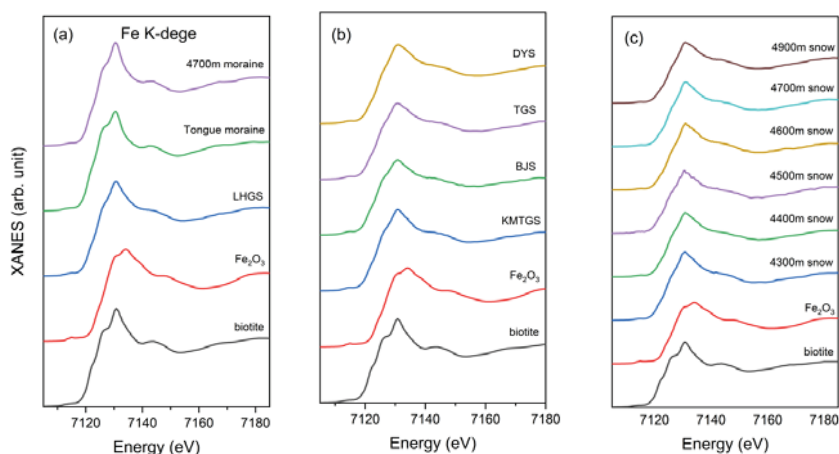 (a)
Fe K-dege
4700m moraine
Tongue moraine
LHGS
Fe₂O₃
biotite
XANES (arb. unit)
7120 7140 7160 7180
Energy (eV)
(b)
DYS
TGS
BJS
KMTGS
Fe₂O₃
biotite
7120 7140 7160 7180
Energy (eV)
(c)
4900m snow
4700m snow
4600m snow
4500m snow
4400m snow
4300m snow
Fe₂O₃
biotite
7120 7140 7160 7180
Energy (eV)